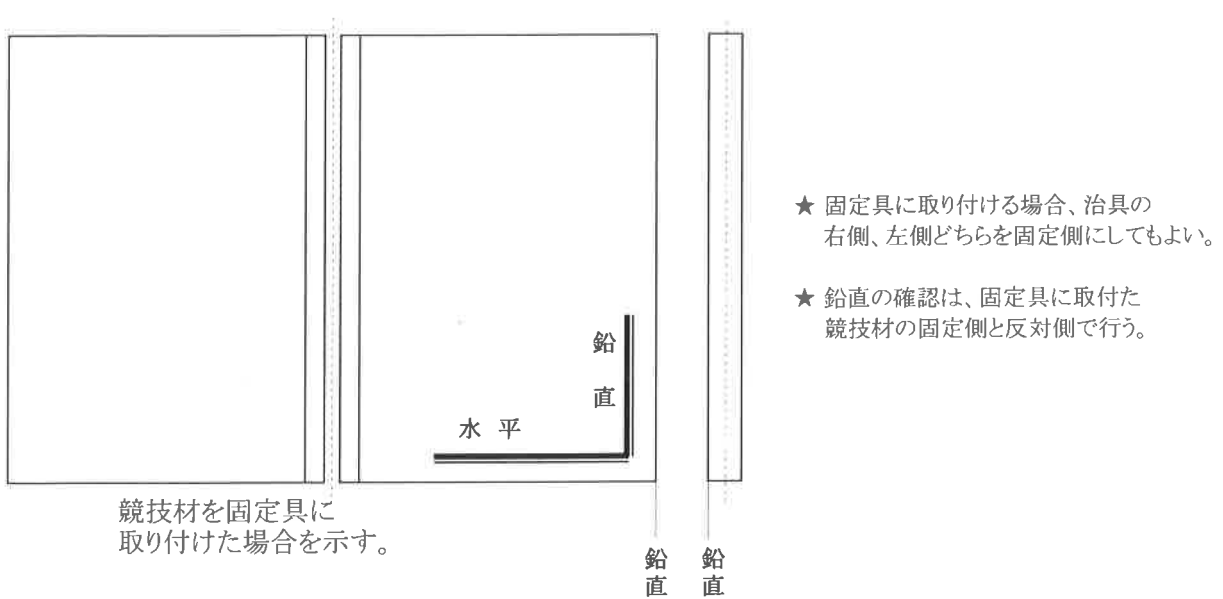 ★ 固定具に取り付ける場合、治具の
右側、左側どちらを固定側にしてもよい。
★ 鉛直の確認は、固定具に取付た
競技材の固定側と反対側で行う。
鉛直
水平
競技材を固定具に
取り付けた場合を示す。
鉛直
鉛直